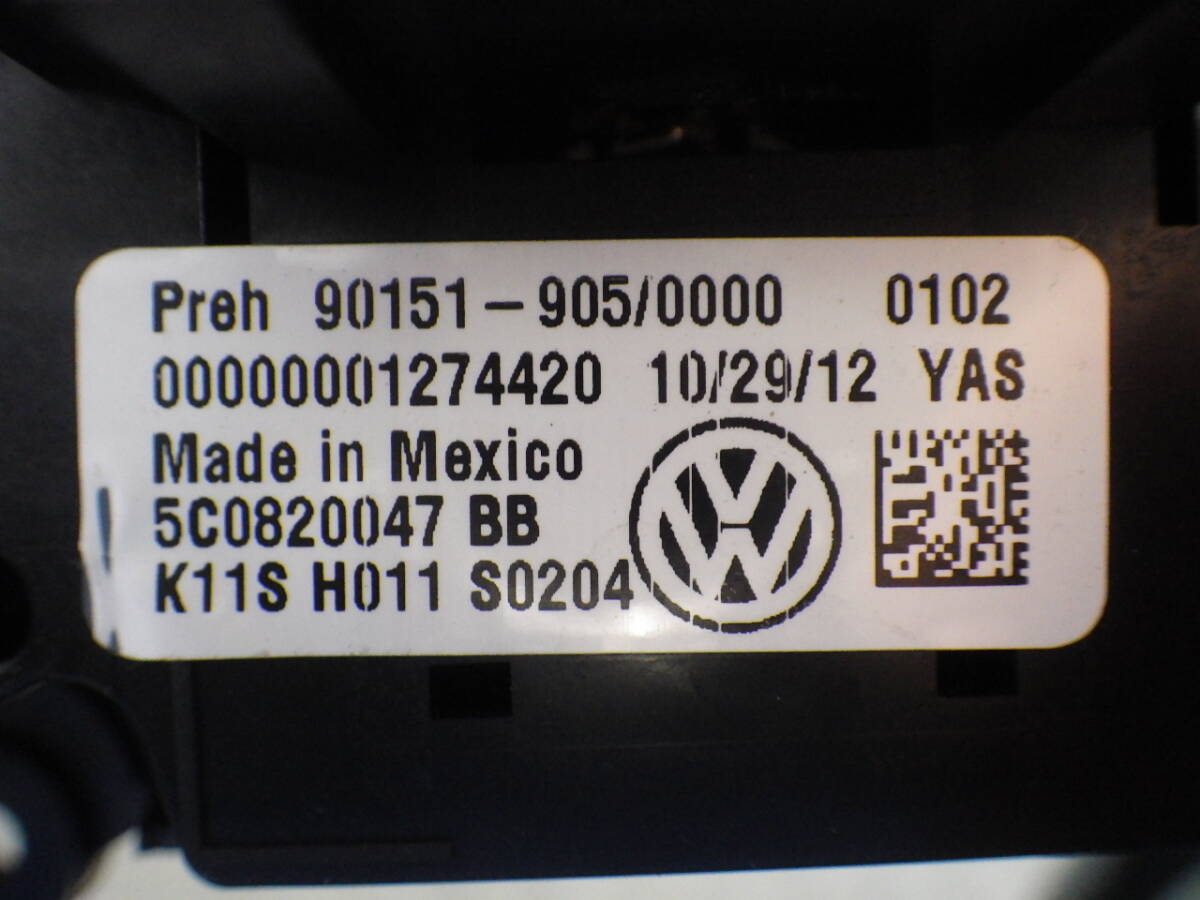 Preh 90151-905/0000 0102
00000001274420 10/29/12 YAS
Made in Mexico
5C0820047 BB
K11S H011 S0204